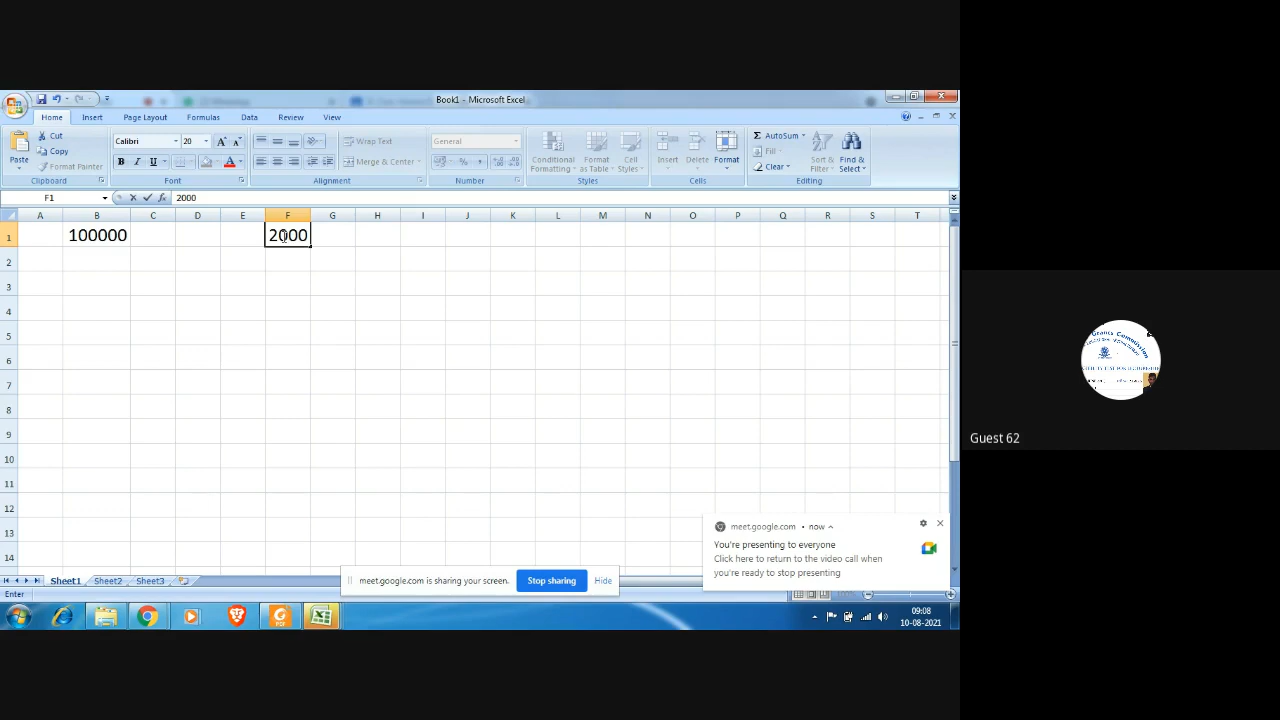 Book1 - Microsoft Excel
Home Insert Page Layout Formulas Data Review View
Paste
Cut
Copy
Format Painter
Clipboard
Calibri 20
B I U
Font
Wrap Text
Merge & Center
Alignment
General
Number
Conditional Formatting
Format as Table
Cell Styles
Styles
Insert Delete Format
Cells
AutoSum
Fill
Clear
Sort & Filter
Find & Select
Editing
F1 2000
A B C D E F G H I J K L M N O P Q R S T
1 100000 2000
2
3
4
5
6
7
8
9
10
11
12
13
14
meet.google.com • now
You're presenting to everyone
Click here to return to the video call when
you're ready to stop presenting
Sheet1 Sheet2 Sheet3
meet.google.com is sharing your screen. Stop sharing Hide
Enter
09:08
10-08-2021
Grants Commission
Guest 62